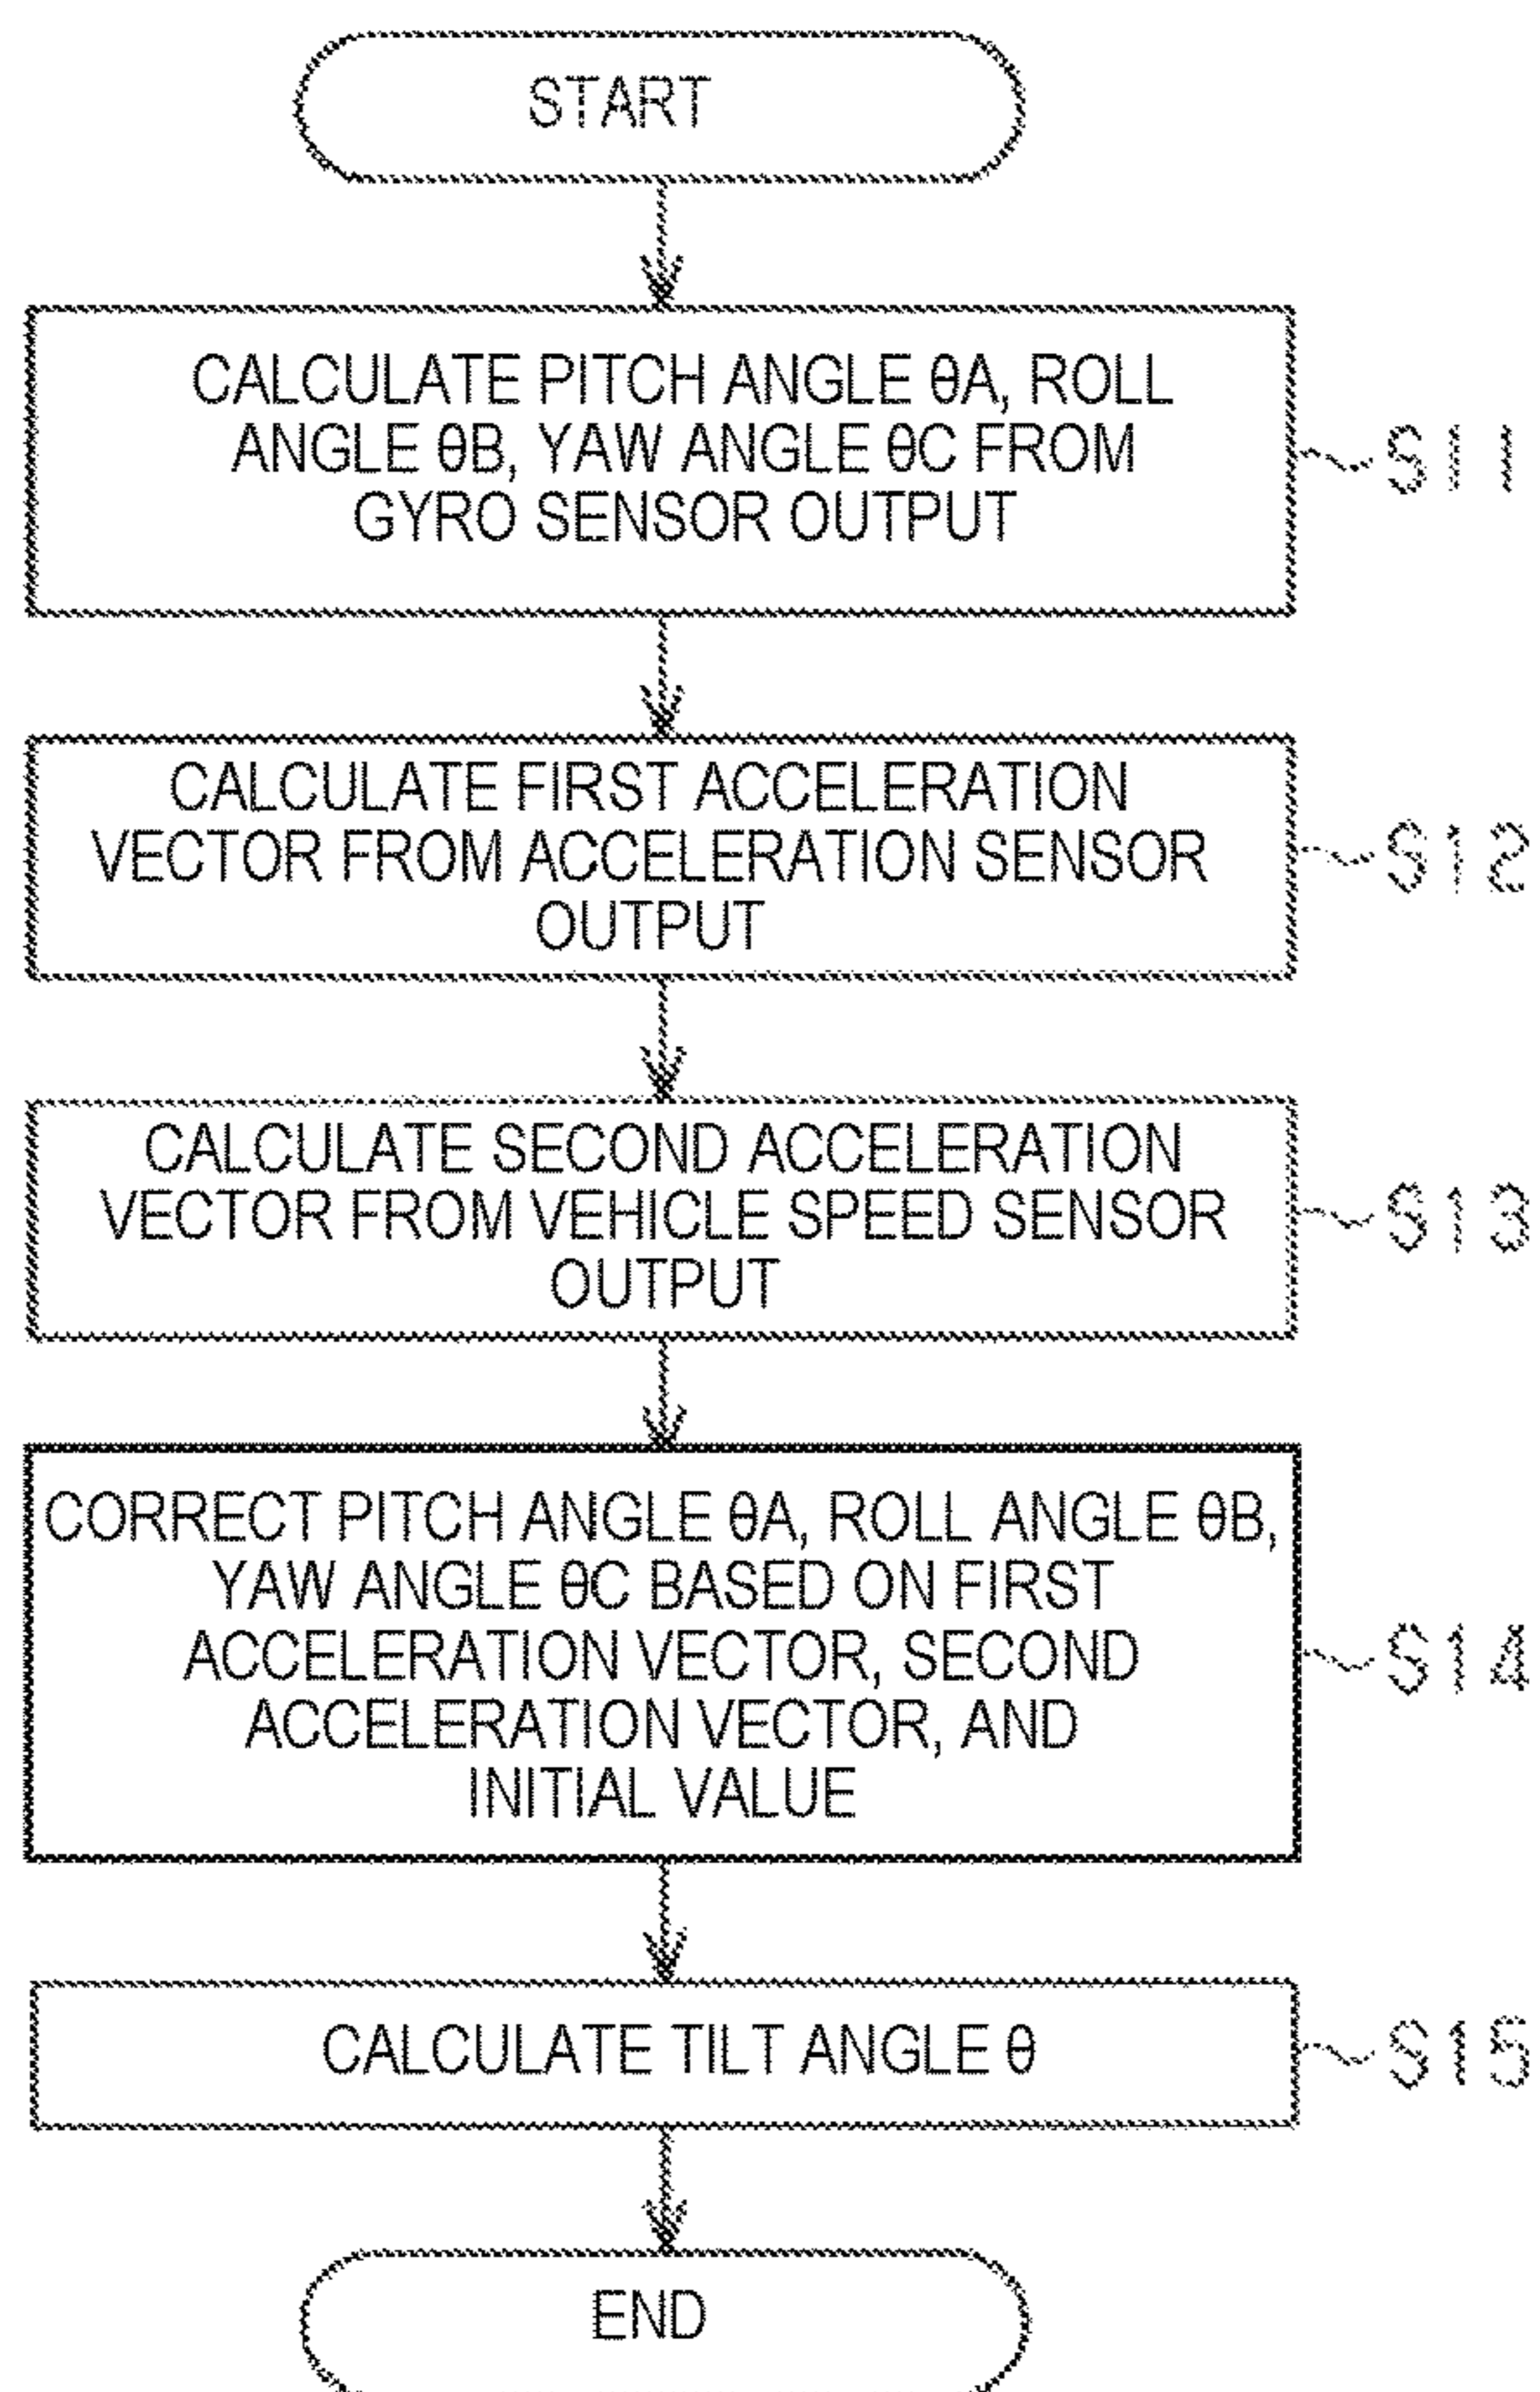 START
CALCULATE PITCH ANGLE θA, ROLL
ANGLE θB, YAW ANGLE θC FROM
GYRO SENSOR OUTPUT
S11
CALCULATE FIRST ACCELERATION
VECTOR FROM ACCELERATION SENSOR
OUTPUT
S12
CALCULATE SECOND ACCELERATION
VECTOR FROM VEHICLE SPEED SENSOR
OUTPUT
S13
CORRECT PITCH ANGLE θA, ROLL ANGLE θB,
YAW ANGLE θC BASED ON FIRST
ACCELERATION VECTOR, SECOND
ACCELERATION VECTOR, AND
INITIAL VALUE
S14
CALCULATE TILT ANGLE θ
S15
END